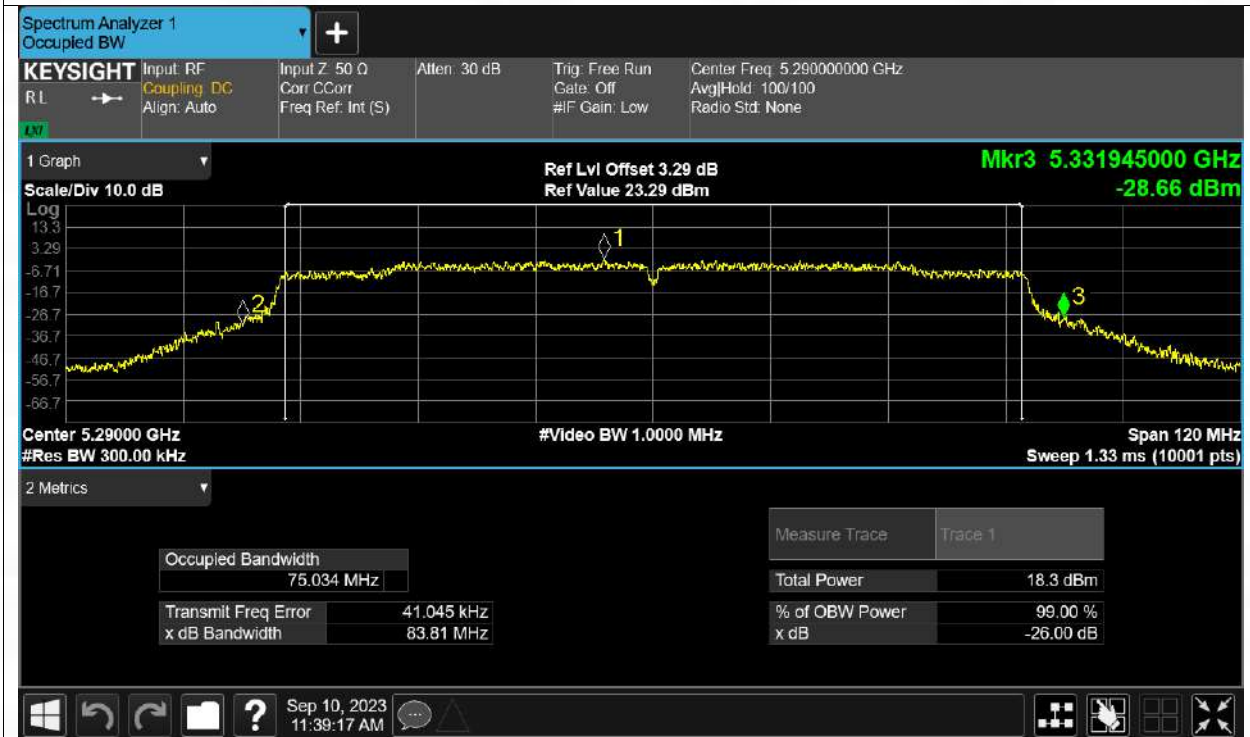 Spectrum Analyzer 1
Occupied BW
+
KEYSIGHT
RL
LXI
Input: RF
Coupling: DC
Align: Auto
Input Z: 50 Ω
Corr CCorr
Freq Ref: Int (S)
Atten: 30 dB
Trig: Free Run
Gate: Off
#IF Gain: Low
Center Freq: 5.290000000 GHz
Avg|Hold: 100/100
Radio Std: None
1 Graph
Scale/Div 10.0 dB
Ref Lvl Offset 3.29 dB
Ref Value 23.29 dBm
Mkr3 5.331945000 GHz
-28.66 dBm
Log
13.3
3.29
-6.71
-16.7
-26.7
-36.7
-46.7
-56.7
-66.7
1
2
3
Center 5.29000 GHz
#Video BW 1.0000 MHz
Span 120 MHz
#Res BW 300.00 kHz
Sweep 1.33 ms (10001 pts)
2 Metrics
Measure Trace Trace 1
Occupied Bandwidth
75.034 MHz
Total Power 18.3 dBm
Transmit Freq Error 41.045 kHz
% of OBW Power 99.00 %
x dB Bandwidth 83.81 MHz
x dB -26.00 dB
?
Sep 10, 2023
11:39:17 AM